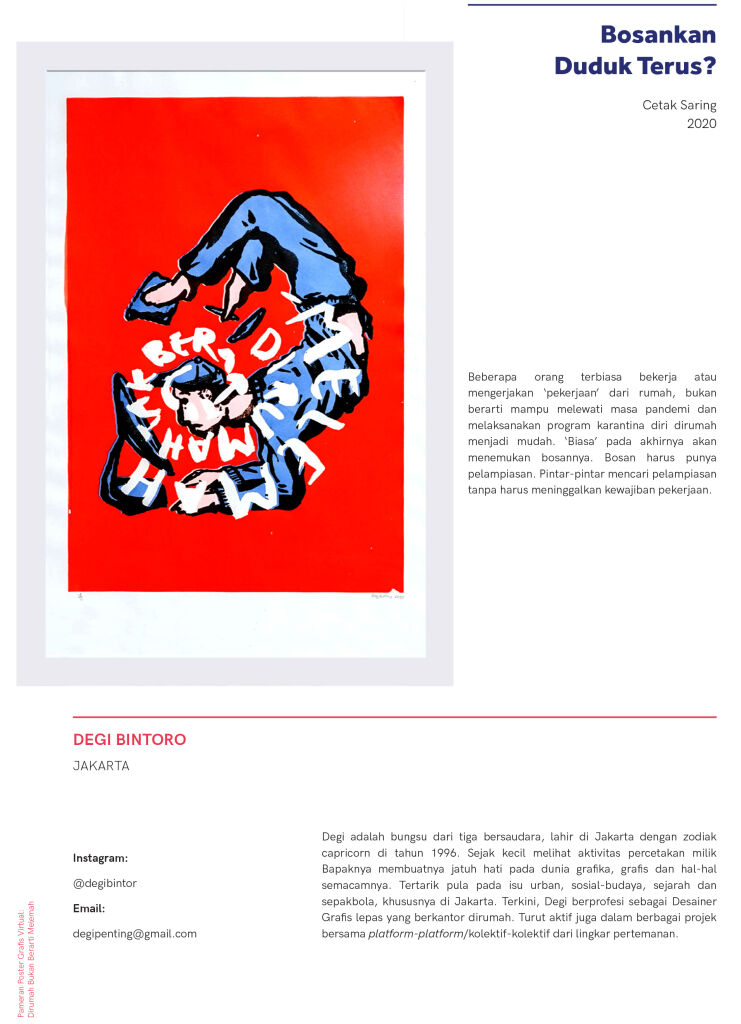 Bosankan
Duduk Terus?
Cetak Saring
2020
BER
DI
MELEMAH
Beberapa orang terbiasa bekerja atau
mengerjakan ‘pekerjaan’ dari rumah, bukan
berarti mampu melewati masa pandemi dan
melaksanakan program karantina diri dirumah
menjadi mudah. ‘Biasa’ pada akhirnya akan
menemukan bosannya. Bosan harus punya
pelampiasan. Pintar-pintar mencari pelampiasan
tanpa harus meninggalkan kewajiban pekerjaan.
DEGI BINTORO
JAKARTA
Instagram:
@degibintor
Email:
degipenting@gmail.com
Degi adalah bungsu dari tiga bersaudara, lahir di Jakarta dengan zodiak
capricorn di tahun 1996. Sejak kecil melihat aktivitas percetakan milik
Bapaknya membuatnya jatuh hati pada dunia grafika, grafis dan hal-hal
semacamnya. Tertarik pula pada isu urban, sosial-budaya, sejarah dan
sepakbola, khususnya di Jakarta. Terkini, Degi berprofesi sebagai Desainer
Grafis lepas yang berkantor dirumah. Turut aktif juga dalam berbagai projek
bersama platform-platform/kolektif-kolektif dari lingkar pertemanan.
Pameran Poster Grafis Virtual:
Dirumah Bukan Berarti Melemah